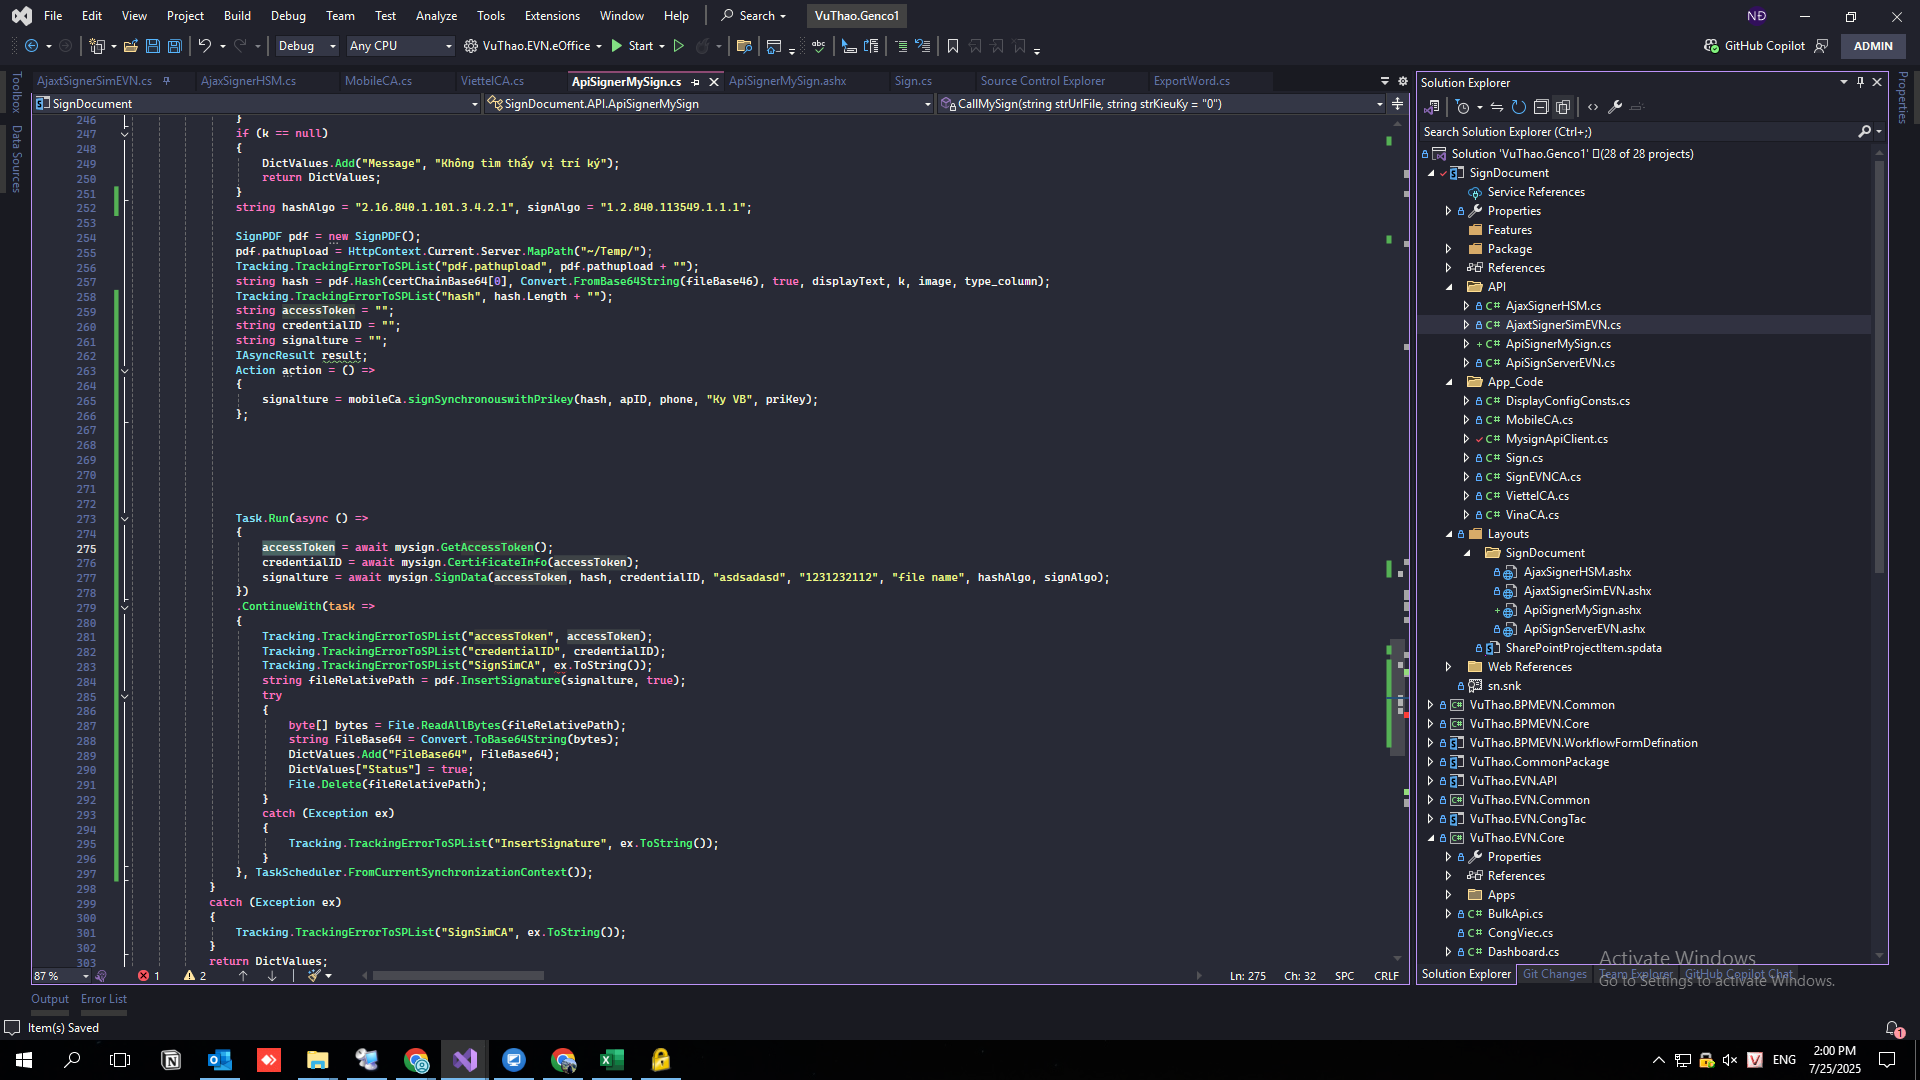 File Edit View Project Build Debug Team Test Analyze Tools Extensions Window Help Search VuThao.Genco1 NĐ
Debug Any CPU VuThao.EVN.eOffice Start GitHub Copilot ADMIN
Toolbox
Data Sources
AjaxtSignerSimEVN.cs AjaxSignerHSM.cs MobileCA.cs ViettelCA.cs ApiSignerMySign.cs ApiSignerMySign.ashx Sign.cs Source Control Explorer ExportWord.cs
SignDocument SignDocument.API.ApiSignerMySign CallMySign(string strUrlFile, string strKieuKy = "0")
246 }
247 if (k == null)
248 {
249 DictValues.Add("Message", "Không tìm thấy vị trí ký");
250 return DictValues;
251 }
252 string hashAlgo = "2.16.840.1.101.3.4.2.1", signAlgo = "1.2.840.113549.1.1.1";
253
254 SignPDF pdf = new SignPDF();
255 pdf.pathupload = HttpContext.Current.Server.MapPath("~/Temp/");
256 Tracking.TrackingErrorToSPList("pdf.pathupload", pdf.pathupload + "");
257 string hash = pdf.Hash(certChainBase64[0], Convert.FromBase64String(fileBase46), true, displayText, k, image, type_column);
258 Tracking.TrackingErrorToSPList("hash", hash.Length + "");
259 string accessToken = "";
260 string credentialID = "";
261 string signalture = "";
262 IAsyncResult result;
263 Action action = () =>
264 {
265 signalture = mobileCa.signSynchronouswithPrikey(hash, apID, phone, "Ky VB", priKey);
266 };
267
268
269
270
271
272
273 Task.Run(async () =>
274 {
275 accessToken = await mysign.GetAccessToken();
276 credentialID = await mysign.CertificateInfo(accessToken);
277 signalture = await mysign.SignData(accessToken, hash, credentialID, "asdsadasd", "1231232112", "file name", hashAlgo, signAlgo);
278 })
279 .ContinueWith(task =>
280 {
281 Tracking.TrackingErrorToSPList("accessToken", accessToken);
282 Tracking.TrackingErrorToSPList("credentialID", credentialID);
283 Tracking.TrackingErrorToSPList("SignSimCA", ex.ToString());
284 string fileRelativePath = pdf.InsertSignature(signalture, true);
285 try
286 {
287 byte[] bytes = File.ReadAllBytes(fileRelativePath);
288 string FileBase64 = Convert.ToBase64String(bytes);
289 DictValues.Add("FileBase64", FileBase64);
290 DictValues["Status"] = true;
291 File.Delete(fileRelativePath);
292 }
293 catch (Exception ex)
294 {
295 Tracking.TrackingErrorToSPList("InsertSignature", ex.ToString());
296 }
297 }, TaskScheduler.FromCurrentSynchronizationContext());
298 }
299 catch (Exception ex)
300 {
301 Tracking.TrackingErrorToSPList("SignSimCA", ex.ToString());
302 }
303 return DictValues;
87 % 1 2 Ln: 275 Ch: 32 SPC CRLF
Output Error List
Item(s) Saved
Solution Explorer
Search Solution Explorer (Ctrl+;)
Solution 'VuThao.Genco1' (28 of 28 projects)
SignDocument
Service References
Properties
Features
Package
References
API
C# AjaxSignerHSM.cs
C# AjaxtSignerSimEVN.cs
C# ApiSignerMySign.cs
C# ApiSignServerEVN.cs
App_Code
C# DisplayConfigConsts.cs
C# MobileCA.cs
C# MysignApiClient.cs
C# Sign.cs
C# SignEVNCA.cs
C# ViettelCA.cs
C# VinaCA.cs
Layouts
SignDocument
AjaxSignerHSM.ashx
AjaxtSignerSimEVN.ashx
ApiSignerMySign.ashx
ApiSignServerEVN.ashx
SharePointProjectItem.spdata
Web References
sn.snk
VuThao.BPMEVN.Common
VuThao.BPMEVN.Core
VuThao.BPMEVN.WorkflowFormDefination
VuThao.CommonPackage
VuThao.EVN.API
VuThao.EVN.Common
VuThao.EVN.CongTac
VuThao.EVN.Core
Properties
References
Apps
C# BulkApi.cs
C# CongViec.cs
C# Dashboard.cs
Solution Explorer Git Changes Team Explorer GitHub Copilot Chat
Properties
Activate Windows
Go to Settings to activate Windows.
1
ENG
2:00 PM
7/25/2025